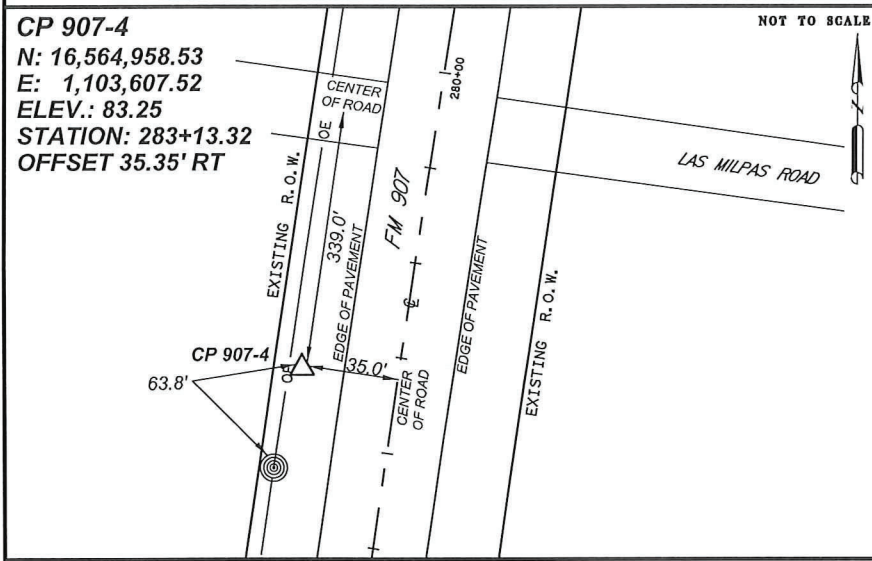 CP 907-4
N: 16,564,958.53
E: 1,103,607.52
ELEV.: 83.25
STATION: 283+13.32
OFFSET 35.35' RT
NOT TO SCALE
N
CENTER
OF ROAD
280+00
OE
LAS MILPAS ROAD
EXISTING R.O.W.
339.0'
EDGE OF PAVEMENT
FM 907
EDGE OF PAVEMENT
EXISTING R.O.W.
℄
CP 907-4
OE
35.0'
63.8'
CENTER
OF ROAD